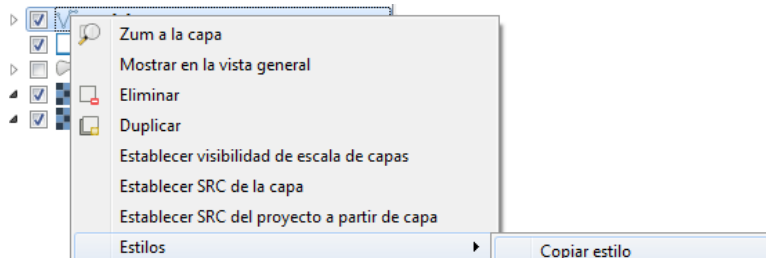 Zum a la capa
Mostrar en la vista general
Eliminar
Duplicar
Establecer visibilidad de escala de capas
Establecer SRC de la capa
Establecer SRC del proyecto a partir de capa
Estilos
Copiar estilo